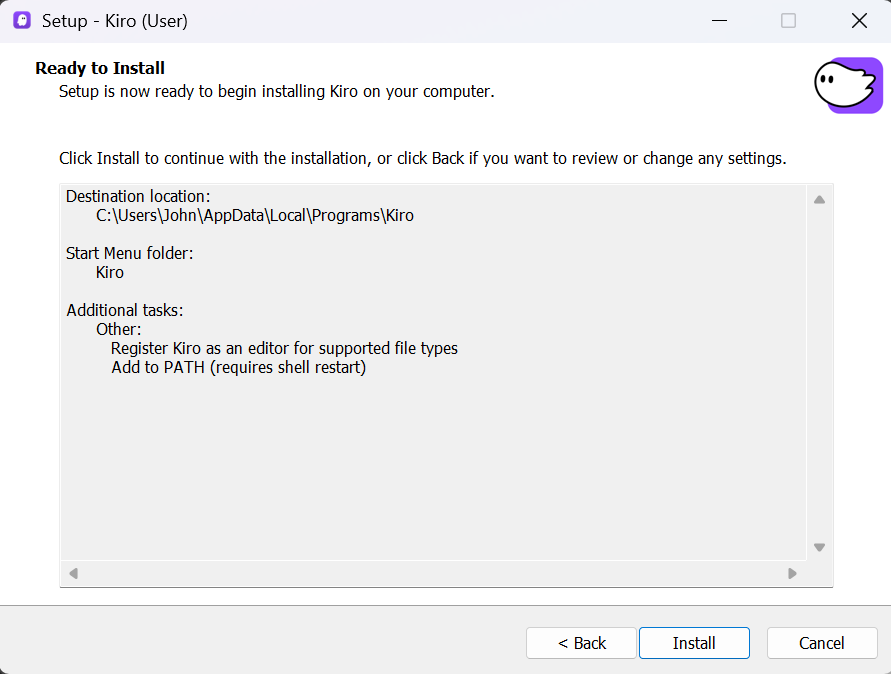 Setup - Kiro (User)
Ready to Install
Setup is now ready to begin installing Kiro on your computer.
Click Install to continue with the installation, or click Back if you want to review or change any settings.
Destination location:
C:\Users\John\AppData\Local\Programs\Kiro
Start Menu folder:
Kiro
Additional tasks:
Other:
Register Kiro as an editor for supported file types
Add to PATH (requires shell restart)
< Back
Install
Cancel